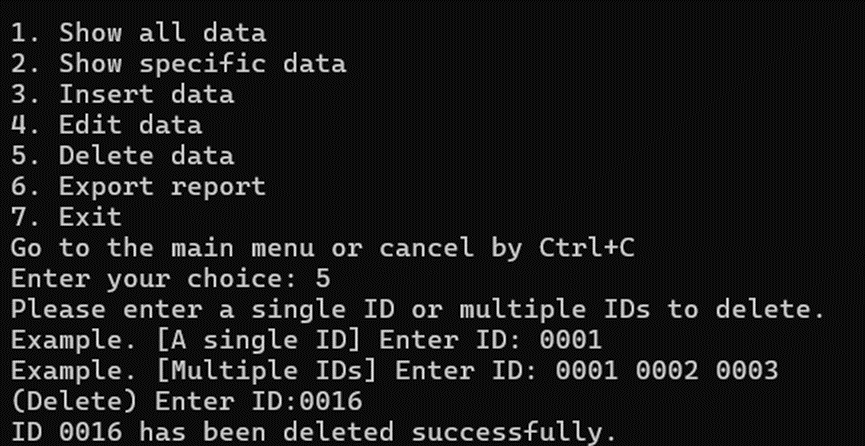 1. Show all data
2. Show specific data
3. Insert data
4. Edit data
5. Delete data
6. Export report
7. Exit
Go to the main menu or cancel by Ctrl+C
Enter your choice: 5
Please enter a single ID or multiple IDs to delete.
Example. [A single ID] Enter ID: 0001
Example. [Multiple IDs] Enter ID: 0001 0002 0003
(Delete) Enter ID:0016
ID 0016 has been deleted successfully.